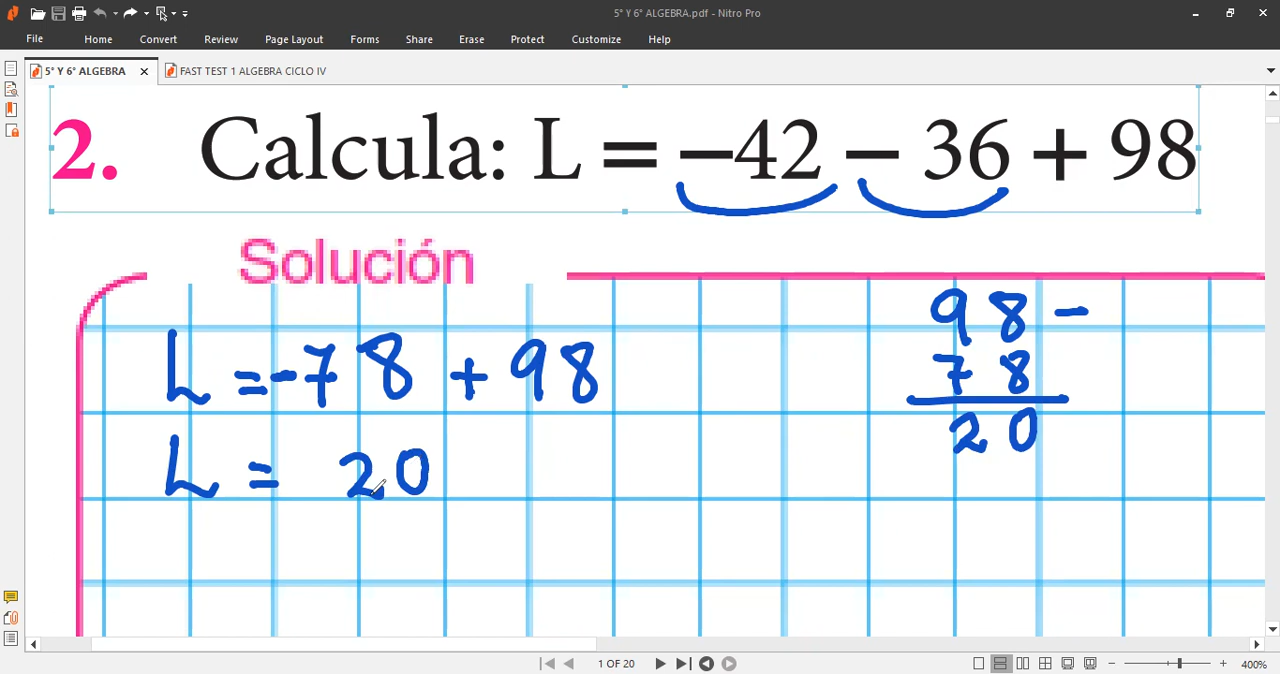 5° Y 6° ALGEBRA.pdf - Nitro Pro
File Home Convert Review Page Layout Forms Share Erase Protect Customize Help
5° Y 6° ALGEBRA FAST TEST 1 ALGEBRA CICLO IV
2. Calcula: L = −42 − 36 + 98
Solución
98 -
78
20
L = -78 + 98
L = 20
1 OF 20
400%